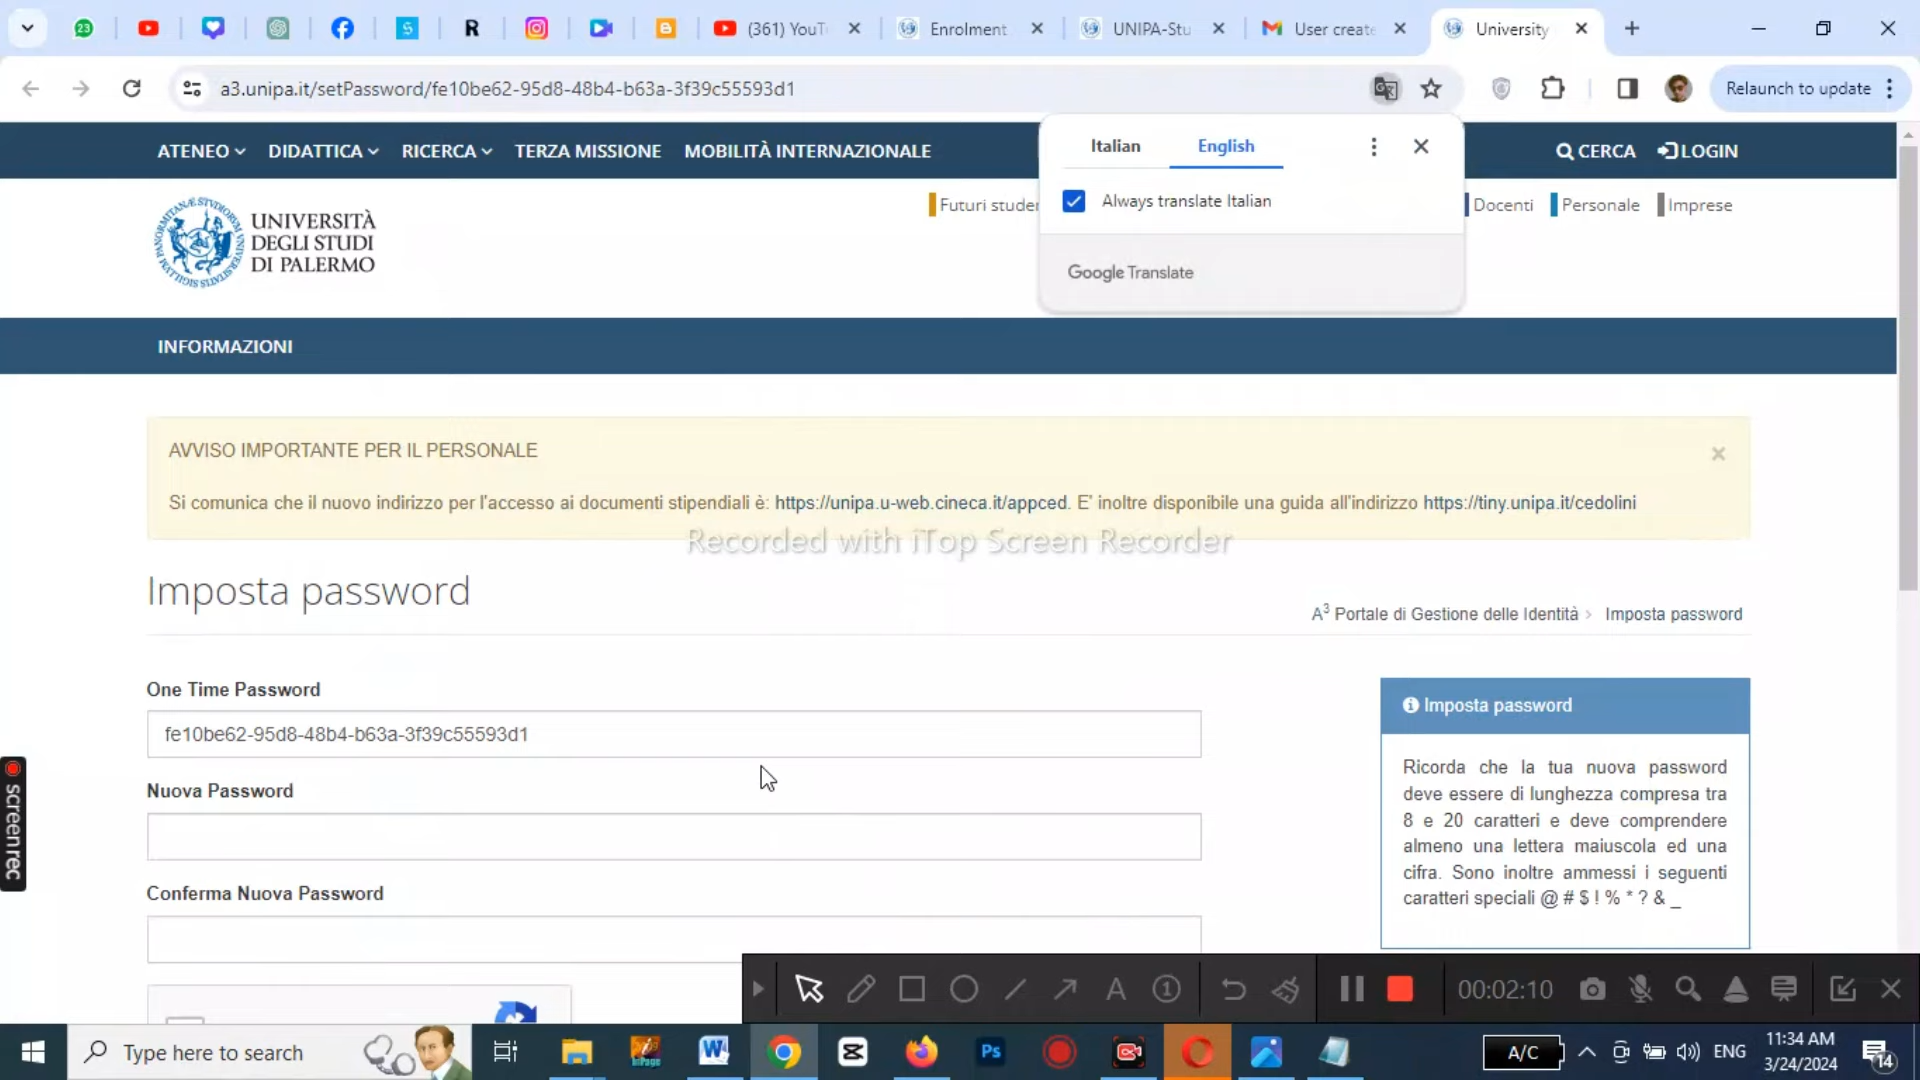 23
(361) YouT
Enrolment
UNIPA-Stu
User create
University
a3.unipa.it/setPassword/fe10be62-95d8-48b4-b63a-3f39c55593d1
Relaunch to update
ATENEO DIDATTICA RICERCA TERZA MISSIONE MOBILITÀ INTERNAZIONALE
CERCA LOGIN
Italian English
Always translate Italian
Google Translate
UNIVERSITÀ
DEGLI STUDI
DI PALERMO
Futuri studen
Docenti Personale Imprese
INFORMAZIONI
AVVISO IMPORTANTE PER IL PERSONALE
Si comunica che il nuovo indirizzo per l'accesso ai documenti stipendiali è: https://unipa.u-web.cineca.it/appced. E' inoltre disponibile una guida all'indirizzo https://tiny.unipa.it/cedolini
Recorded with iTop Screen Recorder
Imposta password
A3 Portale di Gestione delle Identità > Imposta password
One Time Password
fe10be62-95d8-48b4-b63a-3f39c55593d1
Nuova Password
Conferma Nuova Password
Imposta password
Ricorda che la tua nuova password
deve essere di lunghezza compresa tra
8 e 20 caratteri e deve comprendere
almeno una lettera maiuscola ed una
cifra. Sono inoltre ammessi i seguenti
caratteri speciali @ # $ ! % * ? & _
screenrec
00:02:10
Type here to search
A/C
ENG
11:34 AM
3/24/2024
14